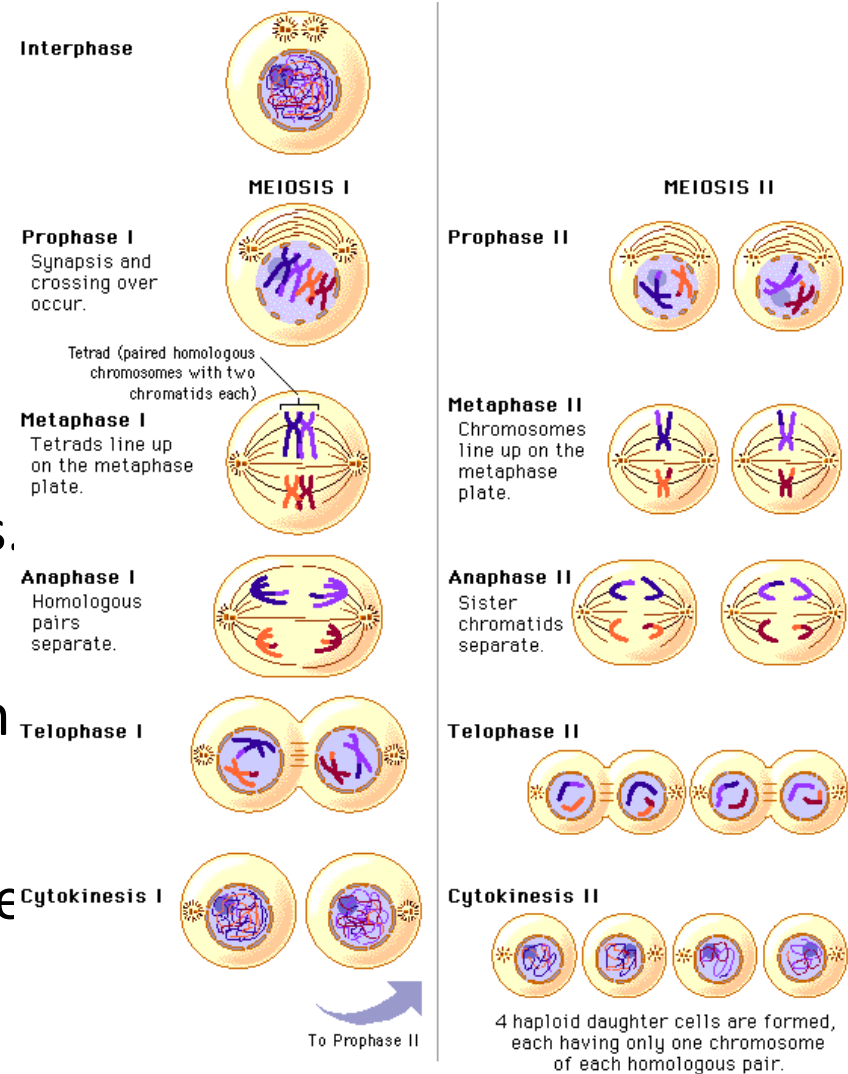 Interphase
MEIOSIS I
Prophase I
Synapsis and
crossing over
occur.
Tetrad (paired homologous
chromosomes with two
chromatids each)
Metaphase I
Tetrads line up
on the metaphase
plate.
s.
Anaphase I
Homologous
pairs
separate.
Telophase I
Cytokinesis I
To Prophase II
MEIOSIS II
Prophase II
Metaphase II
Chromosomes
line up on the
metaphase
plate.
Anaphase II
Sister
chromatids
separate.
Telophase II
Cytokinesis II
4 haploid daughter cells are formed,
each having only one chromosome
of each homologous pair.